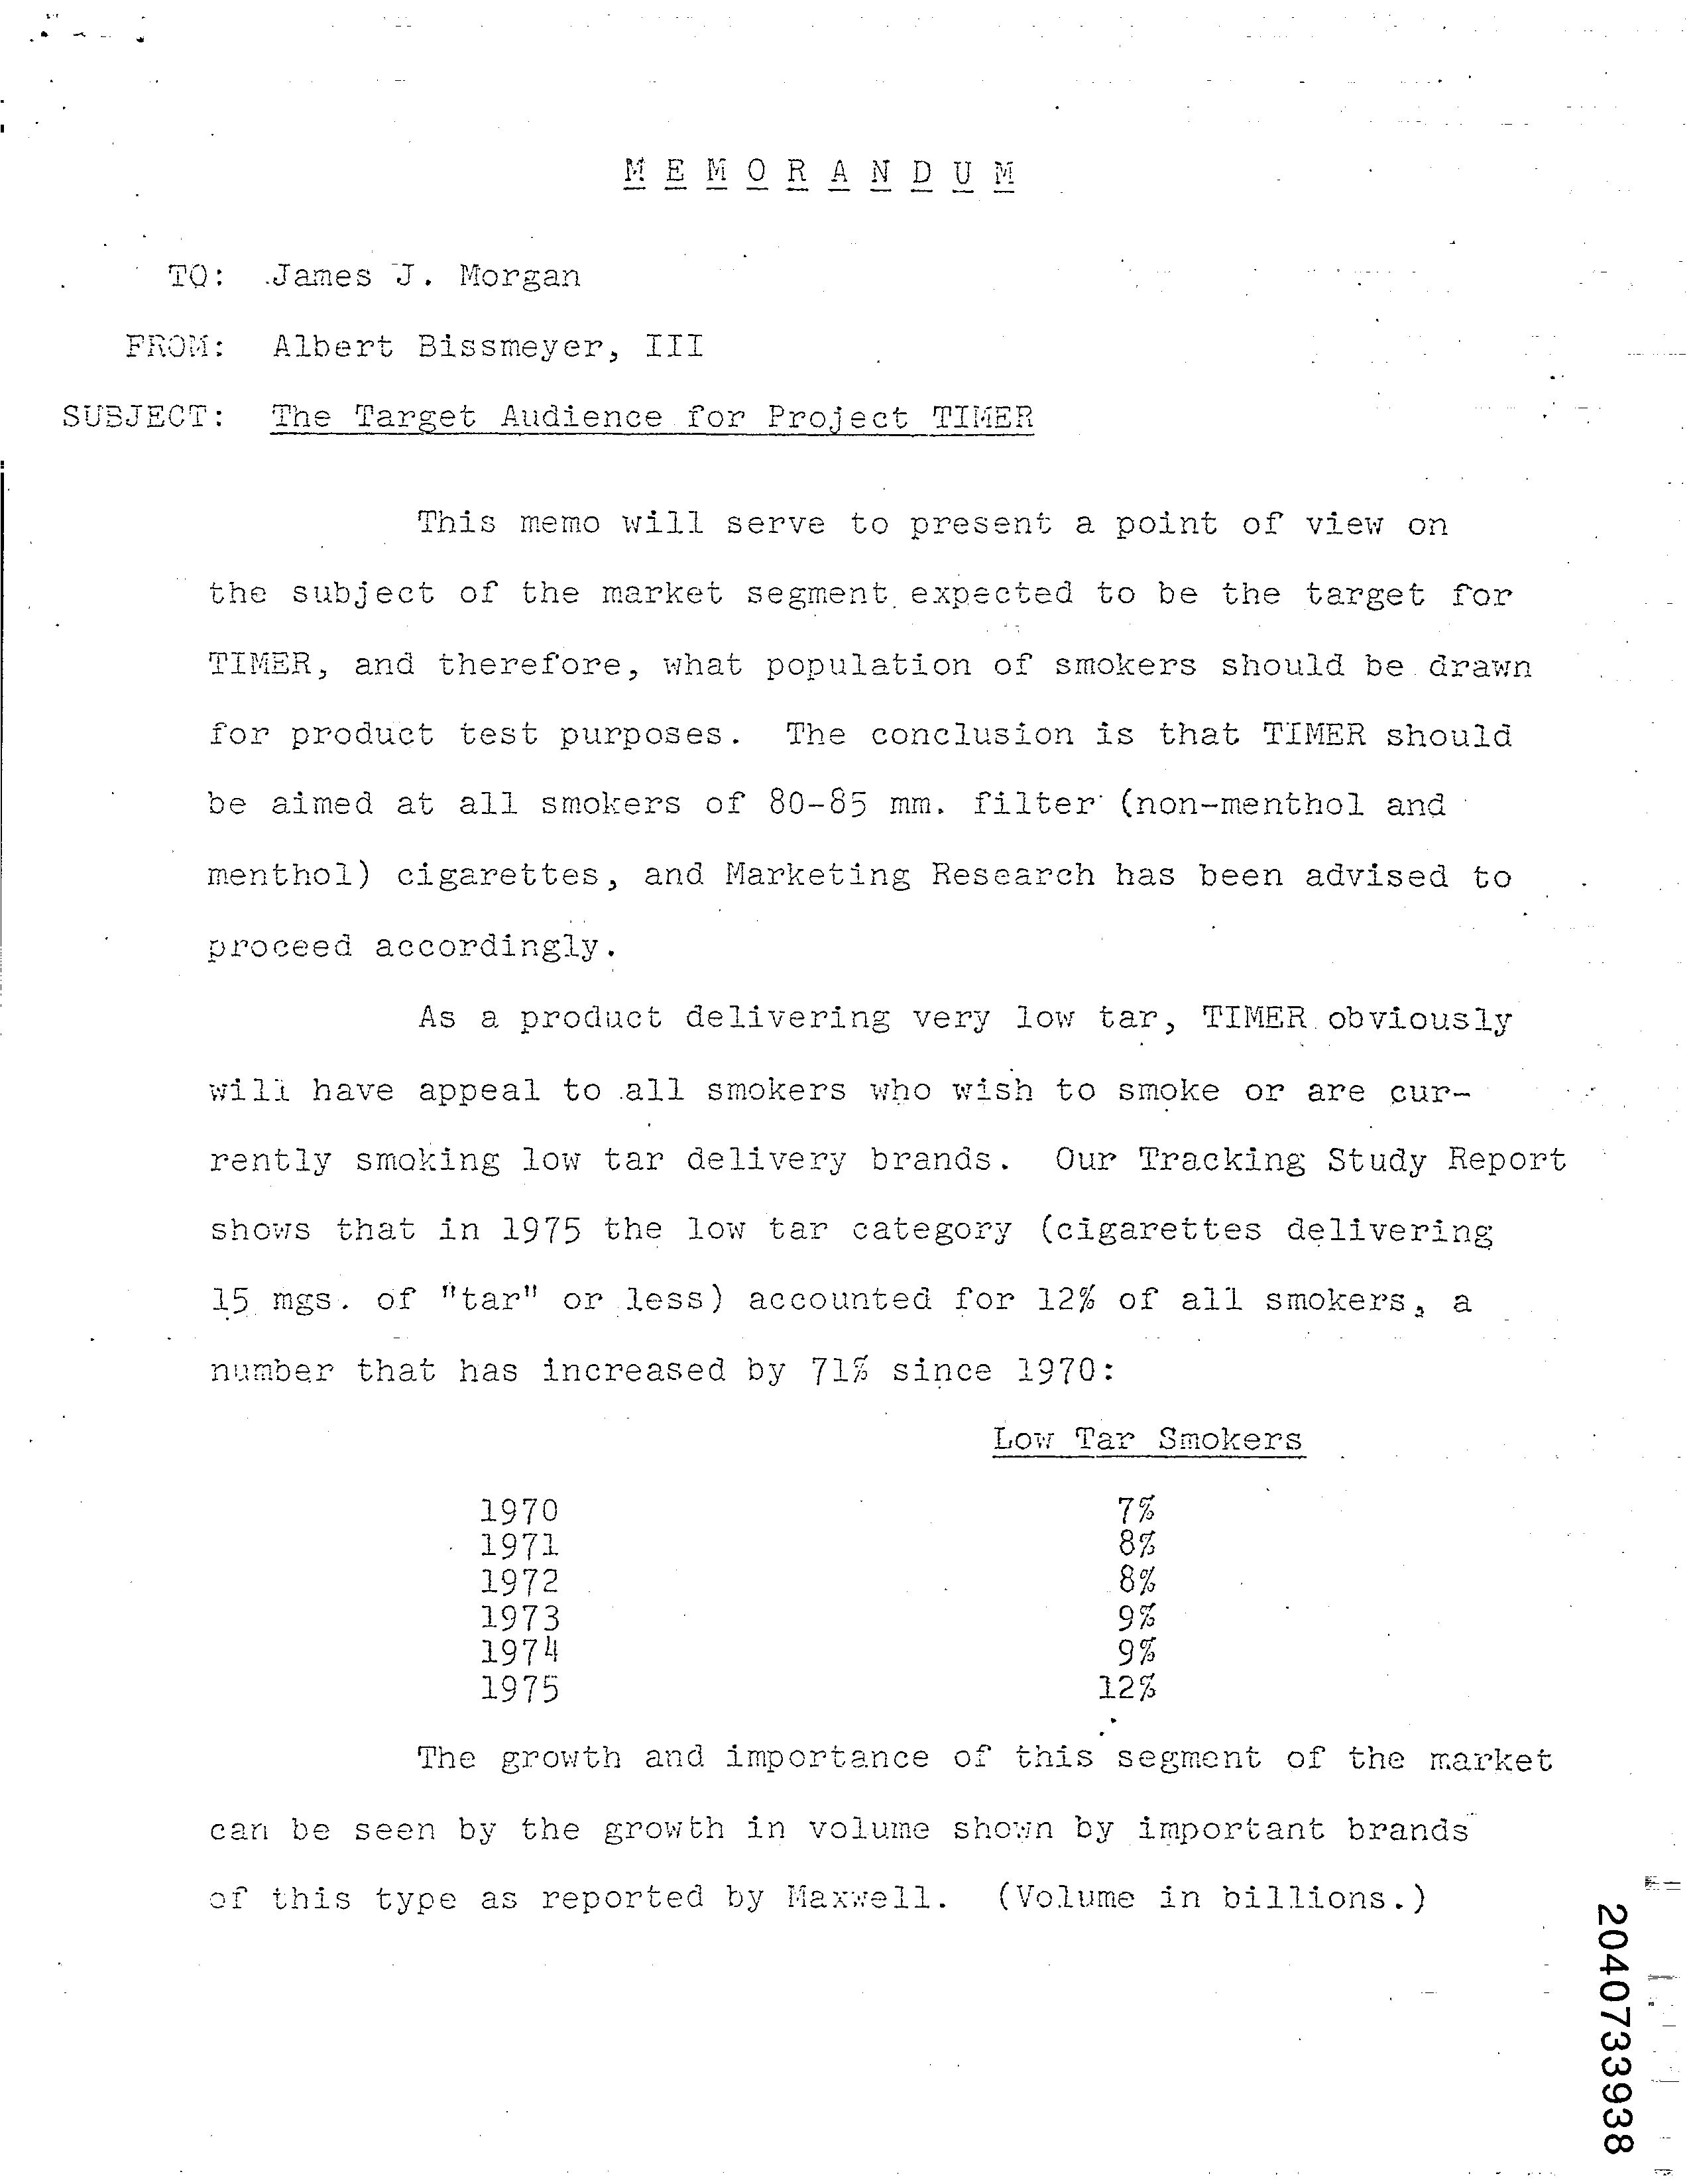 MEMORANDUM
TO: James J. Morgan
FROM: Albert Bissmeyer, III
SUBJECT: The Target Audience for Project TIMER
This memo will serve to present a point of view on
the subject of the market segment expected to be the target for
TIMER, and therefore, what population of smokers should be drawn
for product test purposes. The conclusion is that TIMER should
be aimed at all smokers of 80-85 mm. filter (non-menthol and
menthol) cigarettes, and Marketing Research has been advised to
proceed accordingly.
As a product delivering very low tar, TIMER obviously
will have appeal to all smokers who wish to smoke or are cur-
rently smoking low tar delivery brands. Our Tracking Study Report
shows that in 1975 the low tar category (cigarettes delivering
15 mgs. of "tar" or less) accounted for 12% of all smokers, a
number that has increased by 71% since 1970:
Low Tar Smokers
1970 7%
1971 8%
1972 8%
1973 9%
1974 9%
1975 12%
The growth and importance of this segment of the market
can be seen by the growth in volume shown by important brands
of this type as reported by Maxwell. (Volume in billions.)
2040733938